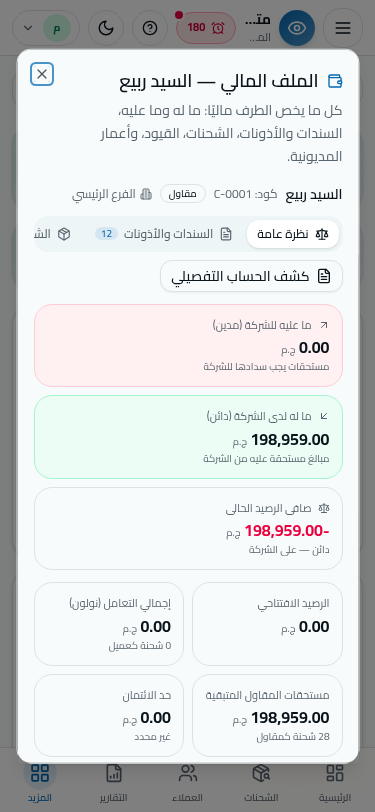 متـ...
المـ...
180
م
الملف المالي — السيد ربيع
كل ما يخص الطرف ماليًا: ما له وما عليه،
السندات والأذونات، الشحنات، القيود، وأعمار
المديونية.
السيد ربيع كود: C-0001 مقاول الفرع الرئيسي
نظرة عامة السندات والأذونات 12 الشـ
كشف الحساب التفصيلي
ما عليه للشركة (مدين)
0.00 ج.م
مستحقات يجب سدادها للشركة
ما له لدى الشركة (دائن)
198,959.00 ج.م
مبالغ مستحقة عليه من الشركة
صافي الرصيد الحالي
-198,959.00 ج.م
دائن — على الشركة
الرصيد الافتتاحي
0.00 ج.م
إجمالي التعامل (نولون)
0.00 ج.م
0 شحنة كعميل
مستحقات المقاول المتبقية
198,959.00 ج.م
28 شحنة كمقاول
حد الائتمان
0.00 ج.م
غير محدد
الرئيسية الشحنات العملاء التقارير المزيد